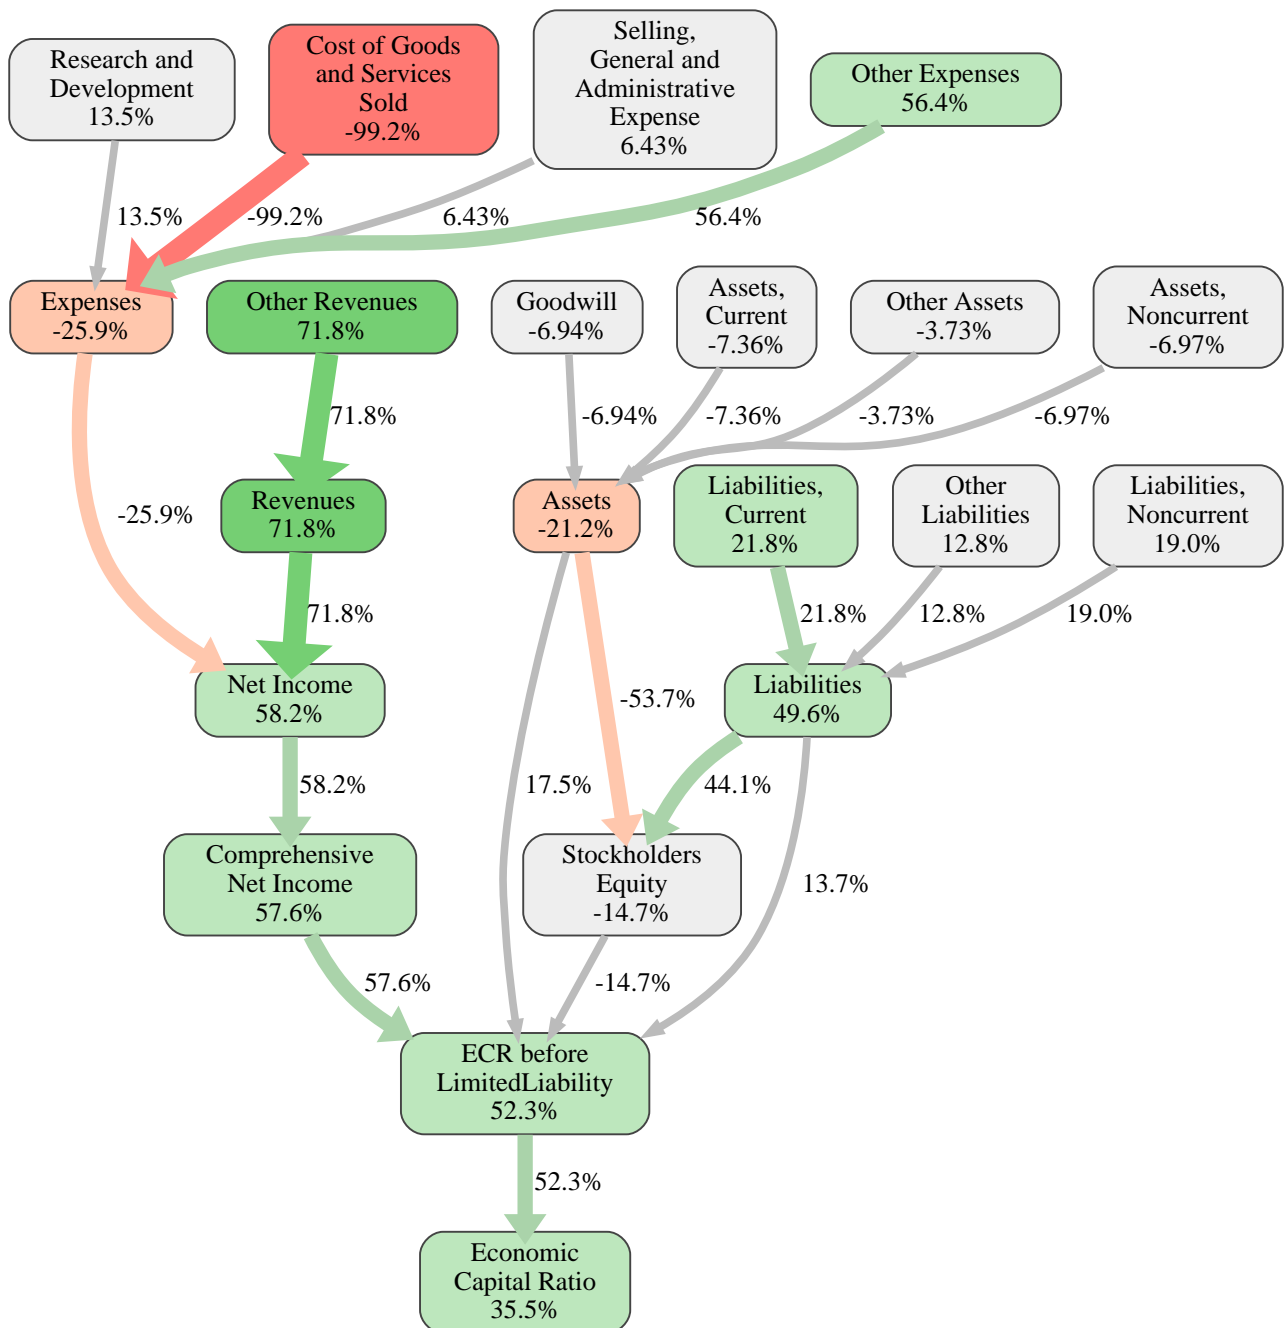 Research and
Development
13.5%
Cost of Goods
and Services
Sold
-99.2%
Selling,
General and
Administrative
Expense
6.43%
Other Expenses
56.4%
13.5%
-99.2%
6.43%
56.4%
Expenses
-25.9%
Other Revenues
71.8%
Goodwill
-6.94%
Assets,
Current
-7.36%
Other Assets
-3.73%
Assets,
Noncurrent
-6.97%
71.8%
-6.94%
-7.36%
-3.73%
-6.97%
-25.9%
Revenues
71.8%
Assets
-21.2%
Liabilities,
Current
21.8%
Other
Liabilities
12.8%
Liabilities,
Noncurrent
19.0%
71.8%
21.8%
12.8%
19.0%
Net Income
58.2%
-53.7%
Liabilities
49.6%
58.2%
17.5%
44.1%
Comprehensive
Net Income
57.6%
Stockholders
Equity
-14.7%
13.7%
57.6%
-14.7%
ECR before
LimitedLiability
52.3%
52.3%
Economic
Capital Ratio
35.5%